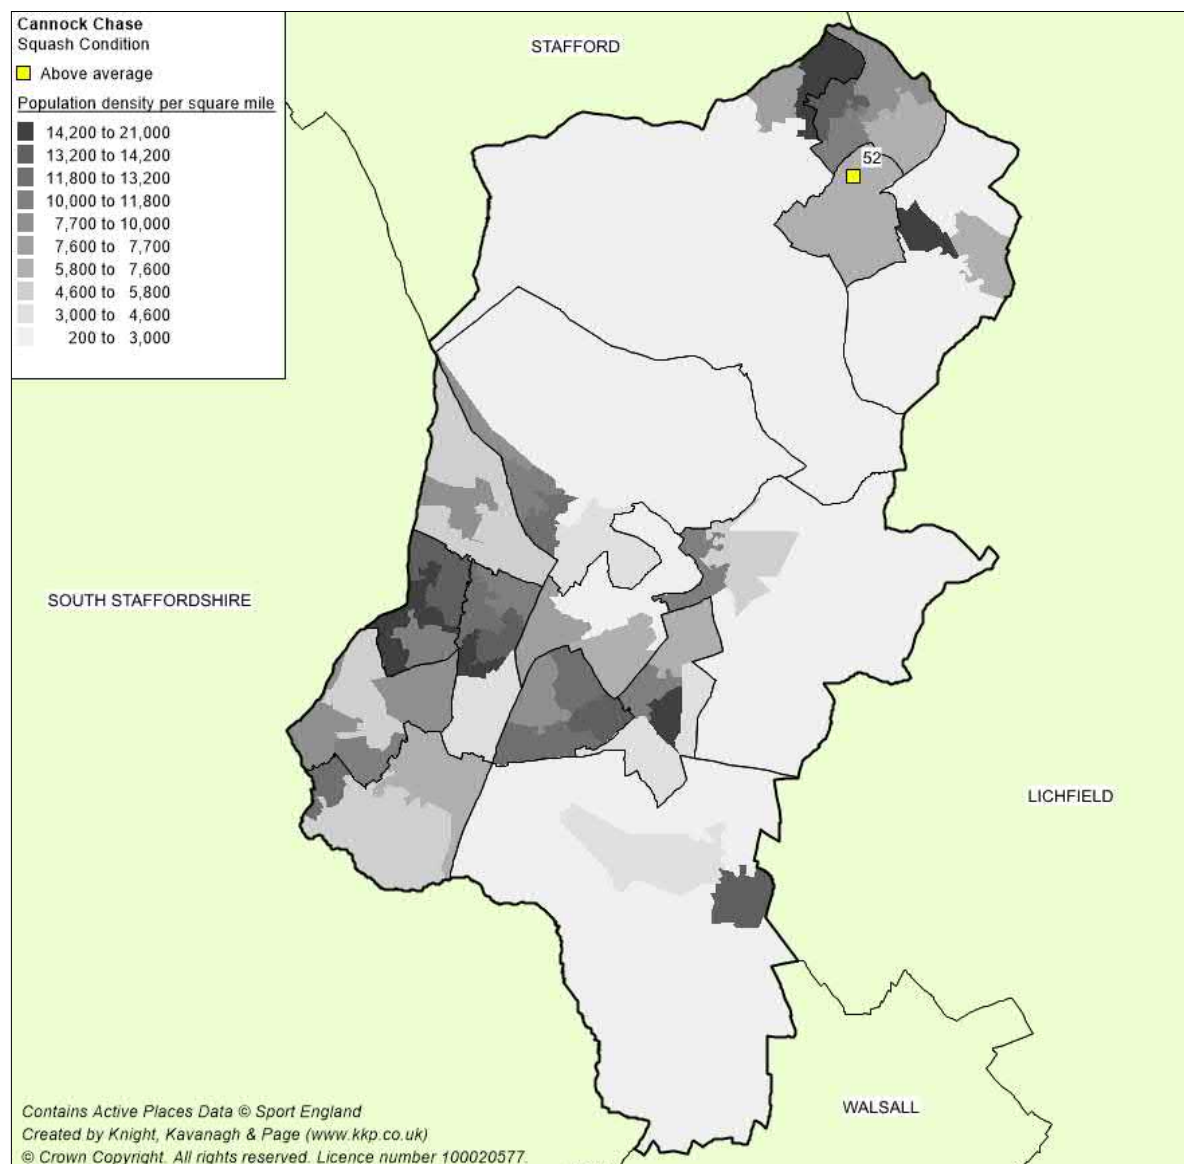 Cannock Chase
Squash Condition
Above average
Population density per square mile
14,200 to 21,000
13,200 to 14,200
11,800 to 13,200
10,000 to 11,800
7,700 to 10,000
7,600 to 7,700
5,800 to 7,600
4,600 to 5,800
3,000 to 4,600
200 to 3,000
STAFFORD
52
SOUTH STAFFORDSHIRE
LICHFIELD
WALSALL
Contains Active Places Data © Sport England
Created by Knight, Kavanagh & Page (www.kkp.co.uk)
© Crown Copyright. All rights reserved. Licence number 100020577.